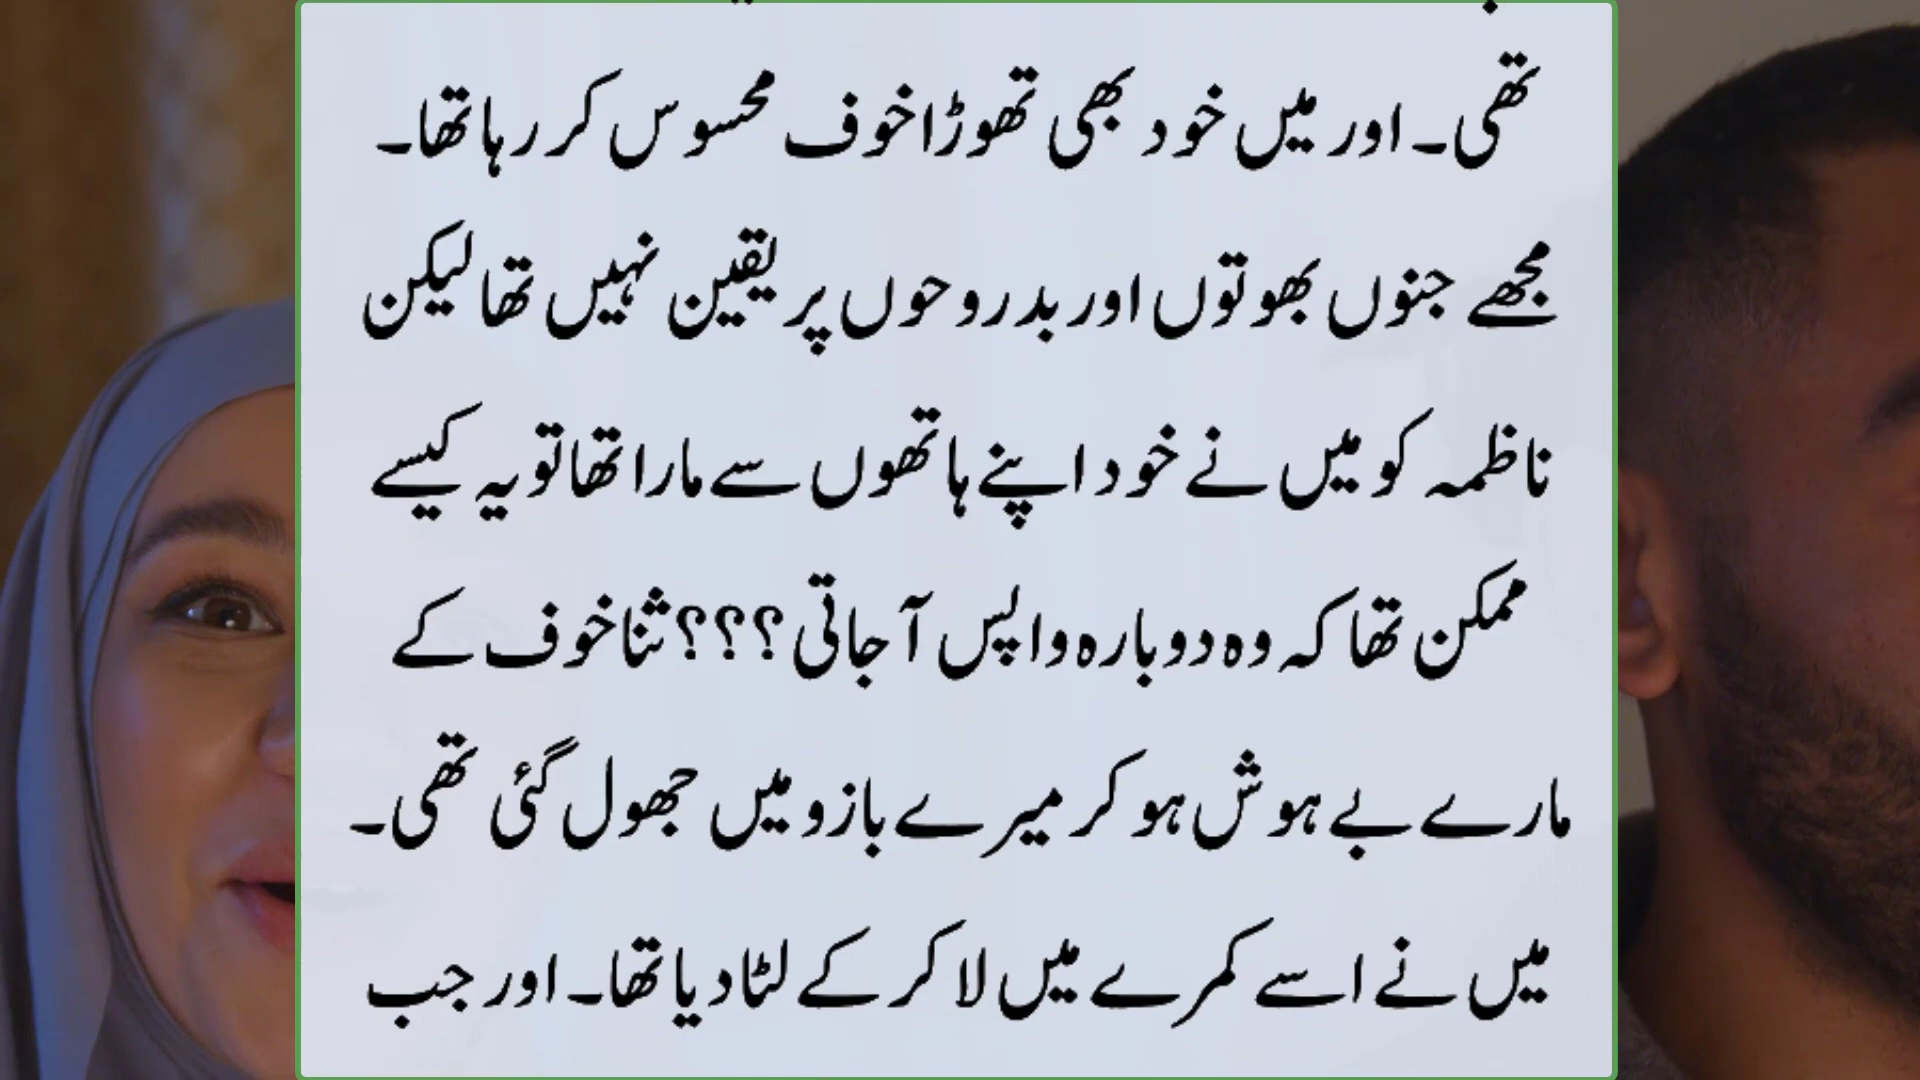 تھی۔ اور میں خود بھی تھوڑا خوف محسوس کر رہا تھا۔
مجھے جنوں بھوتوں اور بدروحوں پر یقین نہیں تھا لیکن
ناظمہ کو میں نے خود اپنے ہاتھوں سے مارا تھا تو یہ کیسے
ممکن تھا کہ وہ دوبارہ واپس آ جاتی؟؟؟ ثنا خوف کے
مارے بے ہوش ہو کر میرے بازو میں جھول گئی تھی۔
میں نے اسے کمرے میں لا کر کے لٹا دیا تھا۔ اور جب